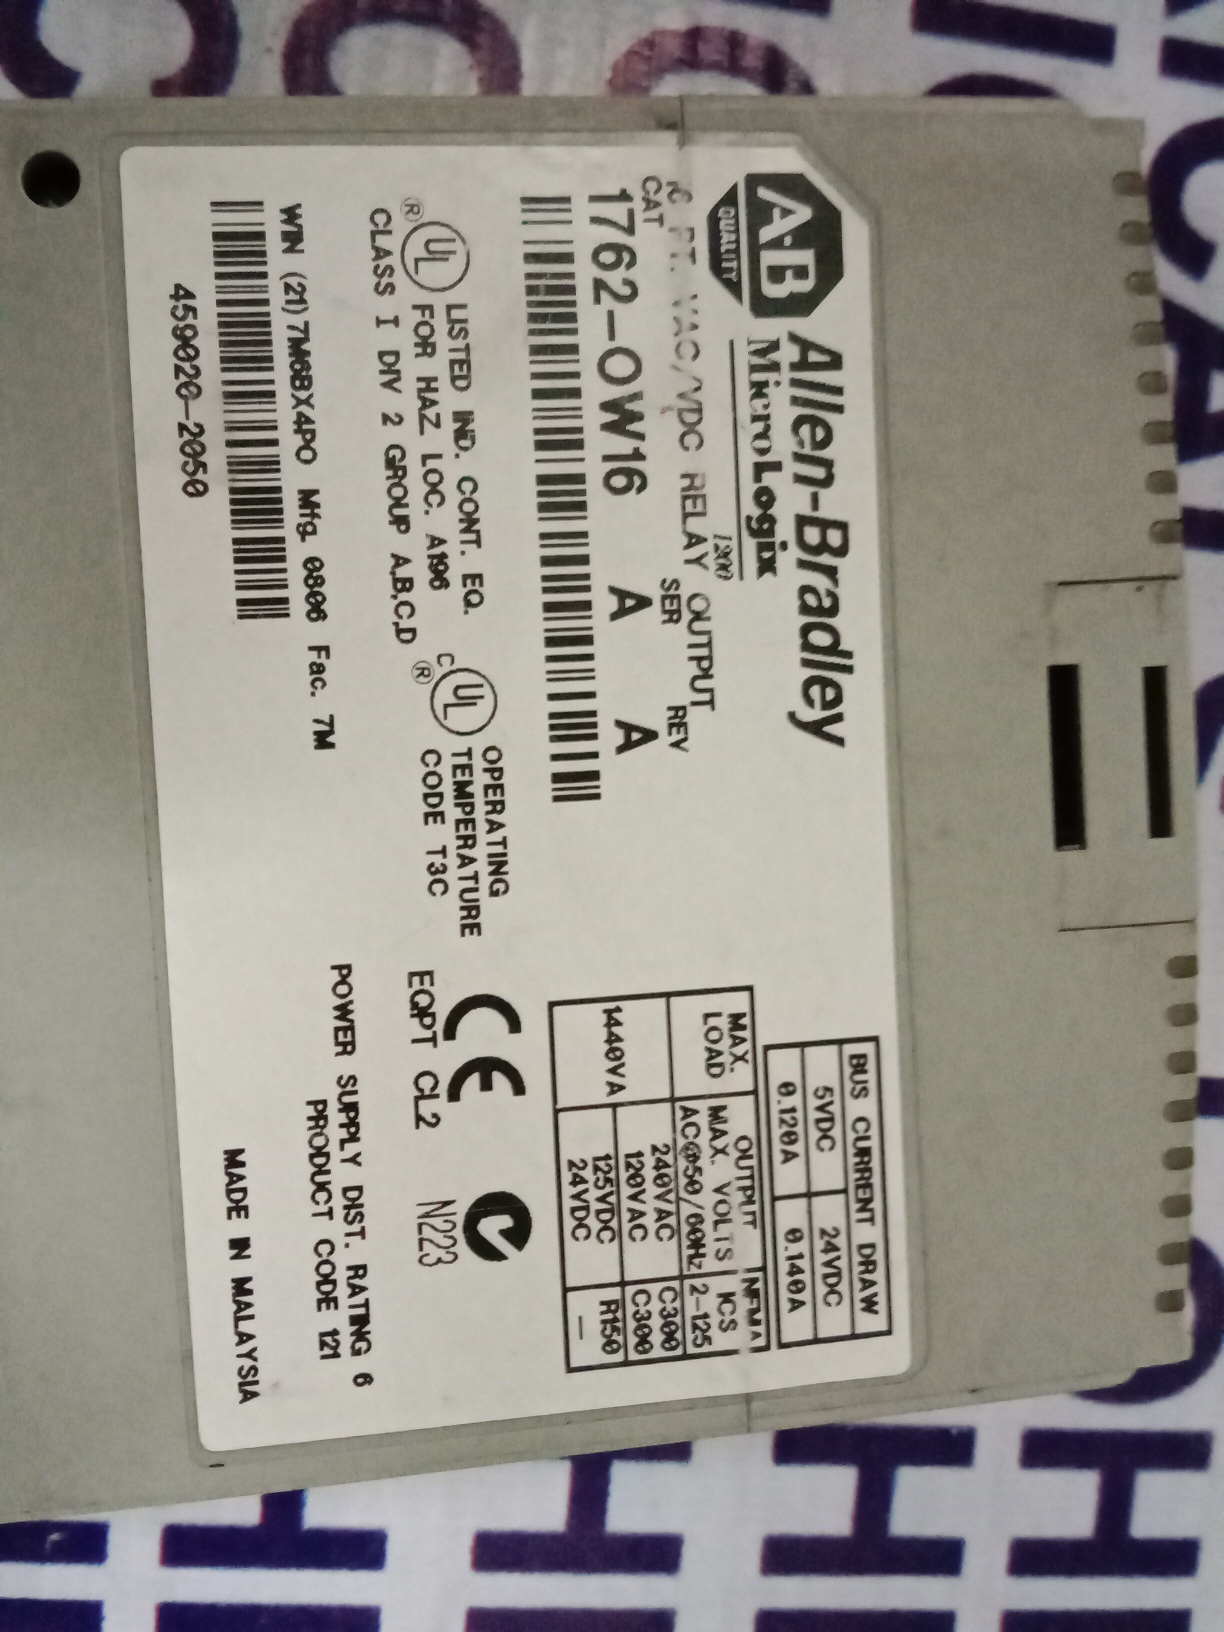 A·B
QUALITY
Allen-Bradley
MicroLogix
1200
PT. VAC/VDC RELAY OUTPUT
CAT SER REV
1762-OW16 A A
LISTED IND. CONT. EQ.
FOR HAZ. LOC. A196
CLASS I DIV 2 GROUP A,B,C,D
UL ®
C UL ®
OPERATING
TEMPERATURE
CODE T3C
WIN (21) 7M6BX4PO Mfg. 0806 Fac. 7M
459020-2050
BUS CURRENT DRAW
5VDC 24VDC
0.120A 0.140A
MAX. LOAD
OUTPUT
MAX. VOLTS
AC@50/60Hz
NEMA
ICS
2-125
1440VA
240VAC C300
120VAC C300
125VDC R150
24VDC —
CE
EQPT CL2
N223
POWER SUPPLY DIST. RATING 6
PRODUCT CODE 121
MADE IN MALAYSIA